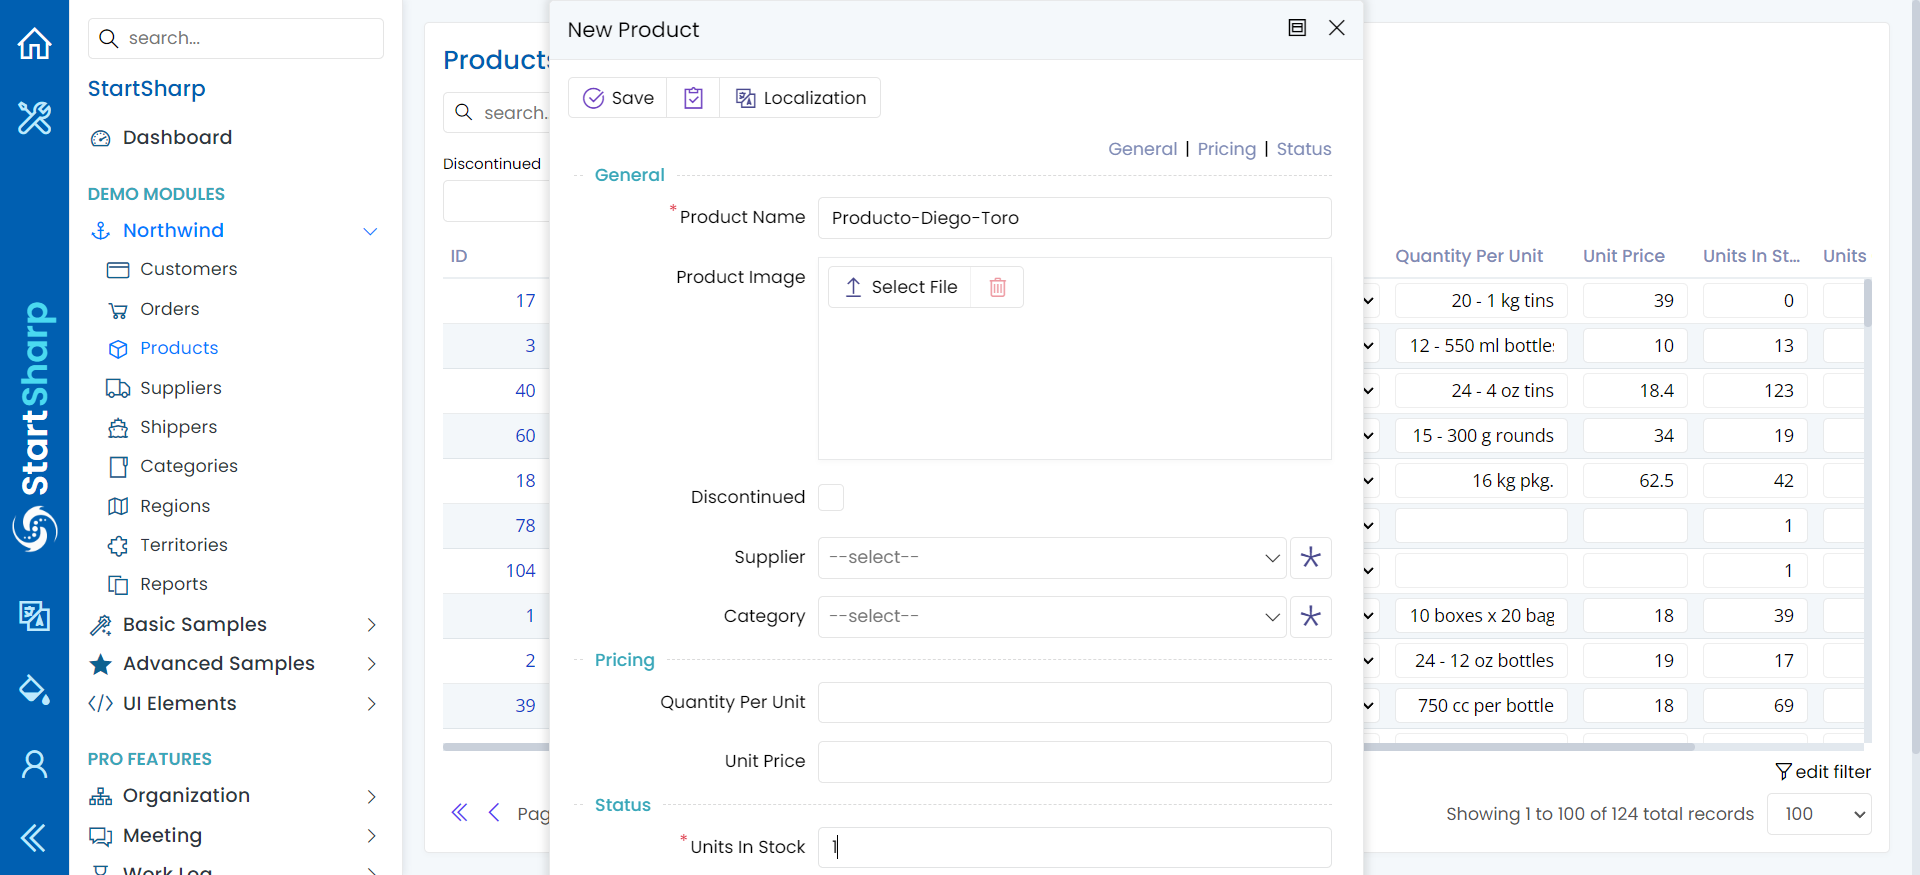 search...
StartSharp
Dashboard
DEMO MODULES
Northwind
Customers
Orders
Products
Suppliers
Shippers
Categories
Regions
Territories
Reports
Basic Samples
Advanced Samples
UI Elements
PRO FEATURES
Organization
Meeting
Work Log
StartSharp
Products
search...
Discontinued
ID
17
3
40
60
18
78
104
1
2
39
Pag
New Product
Save
Localization
General | Pricing | Status
General
* Product Name
Producto-Diego-Toro
Product Image
Select File
Discontinued
Supplier
--select--
Category
--select--
Pricing
Quantity Per Unit
Unit Price
Status
* Units In Stock
1
Quantity Per Unit Unit Price Units In St... Units
20 - 1 kg tins 39 0
12 - 550 ml bottles 10 13
24 - 4 oz tins 18.4 123
15 - 300 g rounds 34 19
16 kg pkg. 62.5 42
1
1
10 boxes x 20 bag 18 39
24 - 12 oz bottles 19 17
750 cc per bottle 18 69
edit filter
Showing 1 to 100 of 124 total records
100